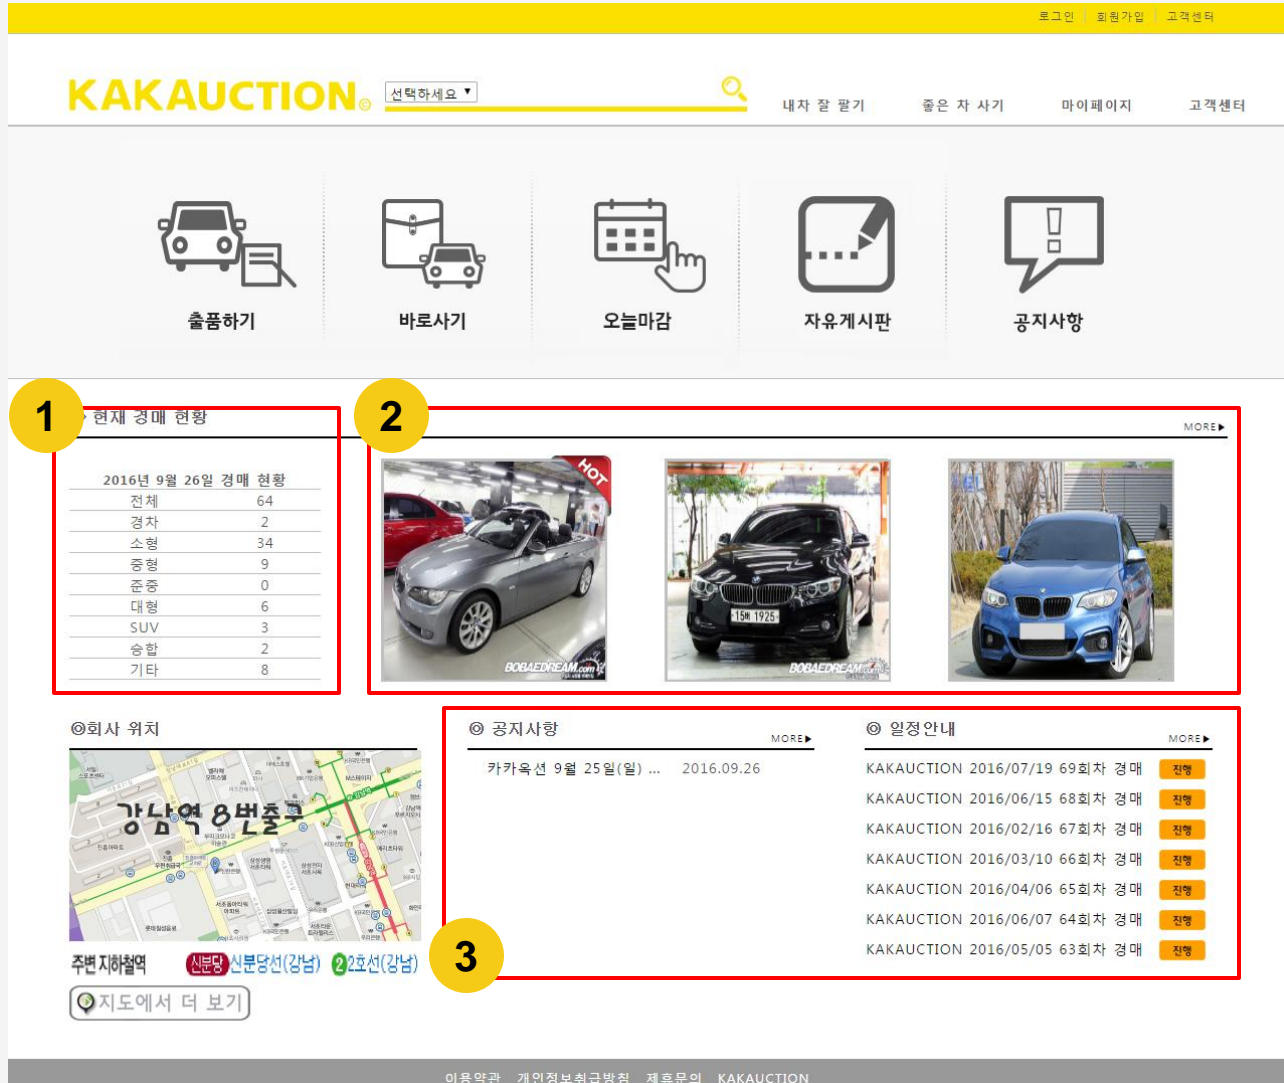 로그인 회원가입 고객센터
KAKAUCTION©
선택하세요▼
내차 잘 팔기 좋은 차 사기 마이페이지 고객센터
출품하기 바로사기 오늘마감 자유게시판 공지사항
1
현재 경매 현황
2
MORE▶
2016년 9월 26일 경매 현황
전체 64
경차 2
소형 34
중형 9
준중 0
대형 6
SUV 3
승합 2
기타 8
HOT
BOBAEDREAM.com
15버 1925
BOBAEDREAM.com
◎회사 위치
강남역 8번출구
주변 지하철역 신분당 신분당선(강남) 2 2호선(강남)
지도에서 더 보기
◎ 공지사항
MORE▶
카카옥션 9월 25일(일) ... 2016.09.26
◎ 일정안내
MORE▶
KAKAUCTION 2016/07/19 69회차 경매 진행
KAKAUCTION 2016/06/15 68회차 경매 진행
KAKAUCTION 2016/02/16 67회차 경매 진행
KAKAUCTION 2016/03/10 66회차 경매 진행
KAKAUCTION 2016/04/06 65회차 경매 진행
KAKAUCTION 2016/06/07 64회차 경매 진행
KAKAUCTION 2016/05/05 63회차 경매 진행
3
이용약관 개인정보취급방침 제휴문의 KAKAUCTION